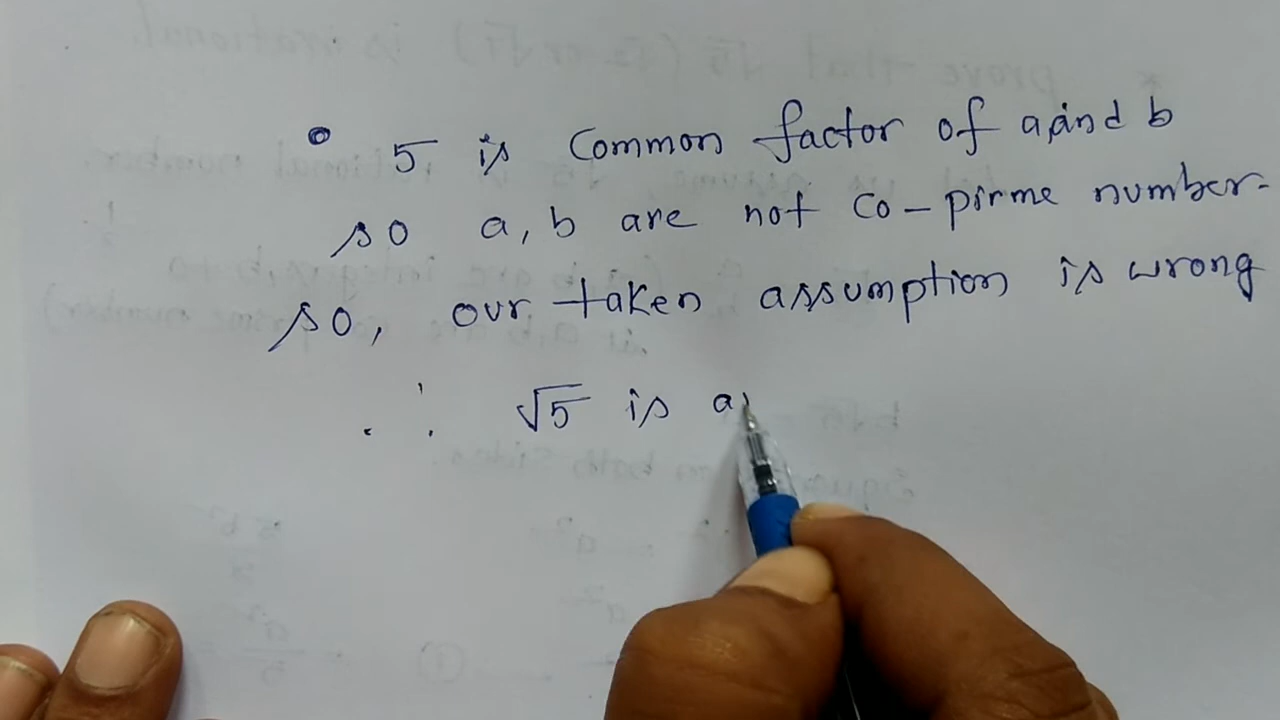 5 is Common factor of a, and b
so a, b are not co-pirme number.
so, our taken assumption is wrong
∴ √5 is a